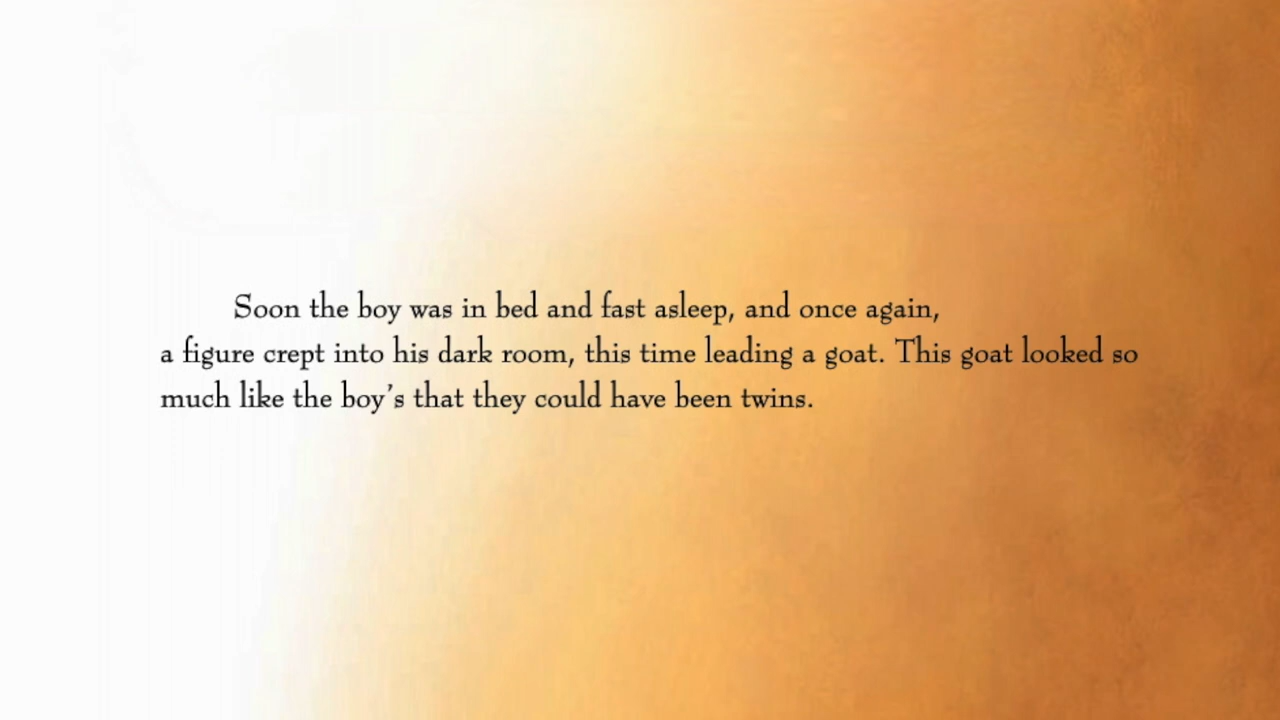 Soon the boy was in bed and fast asleep, and once again,
a figure crept into his dark room, this time leading a goat. This goat looked so
much like the boy's that they could have been twins.